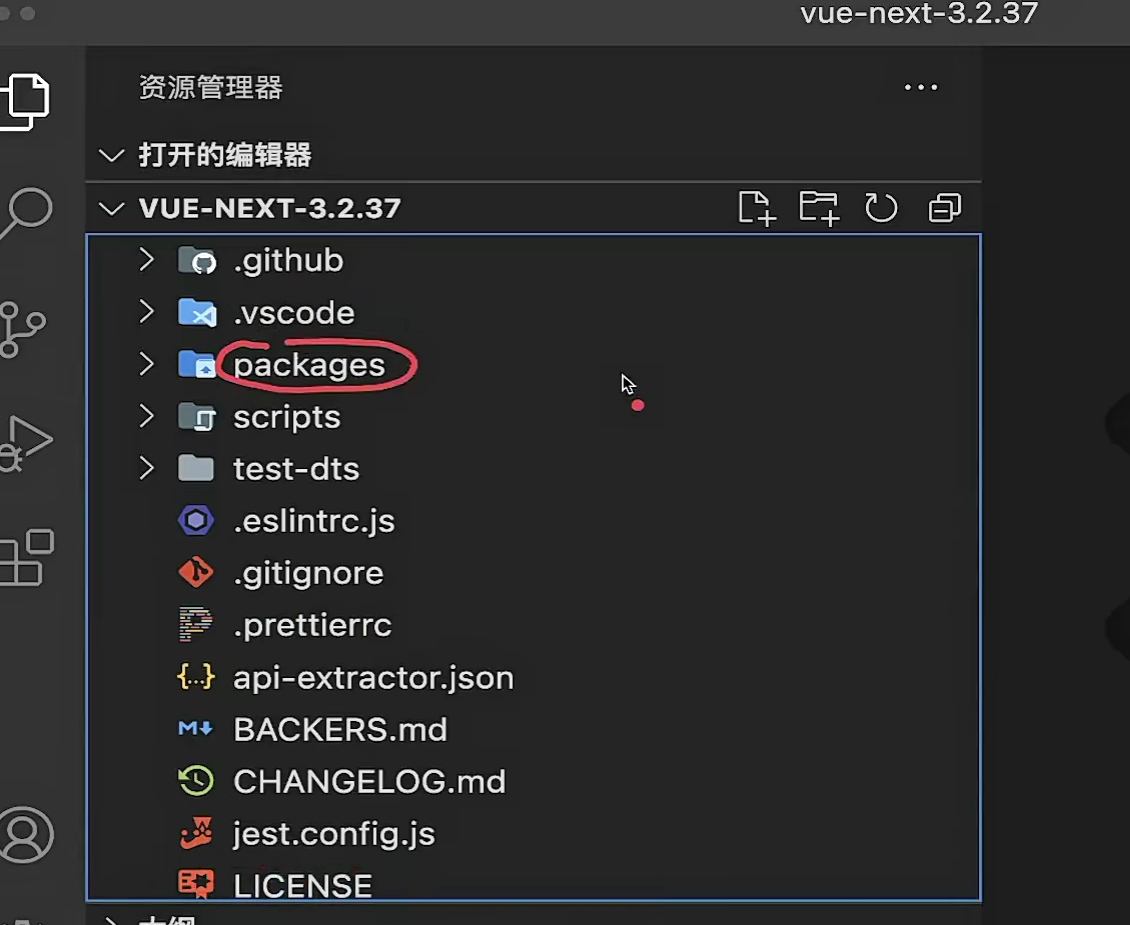 vue-next-3.2.37
资源管理器
打开的编辑器
VUE-NEXT-3.2.37
.github
.vscode
packages
scripts
test-dts
.eslintrc.js
.gitignore
.prettierrc
api-extractor.json
BACKERS.md
CHANGELOG.md
jest.config.js
LICENSE